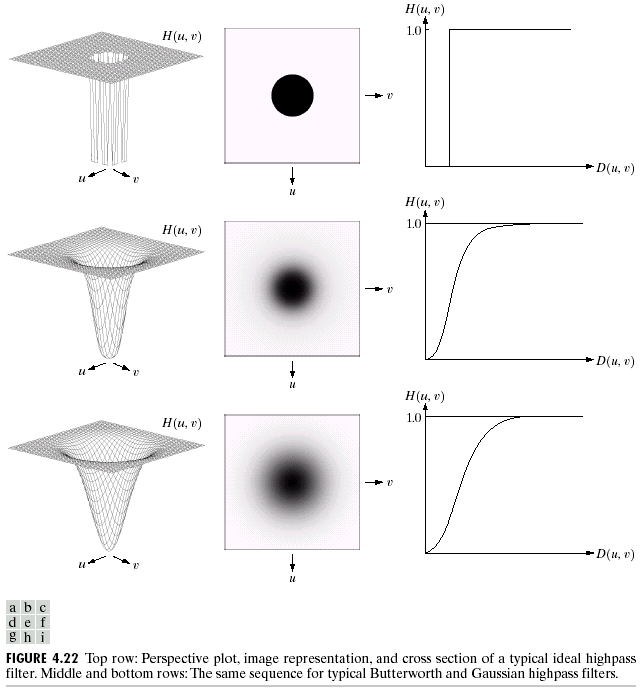 H(u, v)
H(u, v)
1.0
v
u
v
u
D(u, v)
H(u, v)
H(u, v)
1.0
v
u
v
u
D(u, v)
H(u, v)
H(u, v)
1.0
v
u
v
u
D(u, v)
a b c
d e f
g h i
FIGURE 4.22 Top row: Perspective plot, image representation, and cross section of a typical ideal highpass
filter. Middle and bottom rows: The same sequence for typical Butterworth and Gaussian highpass filters.